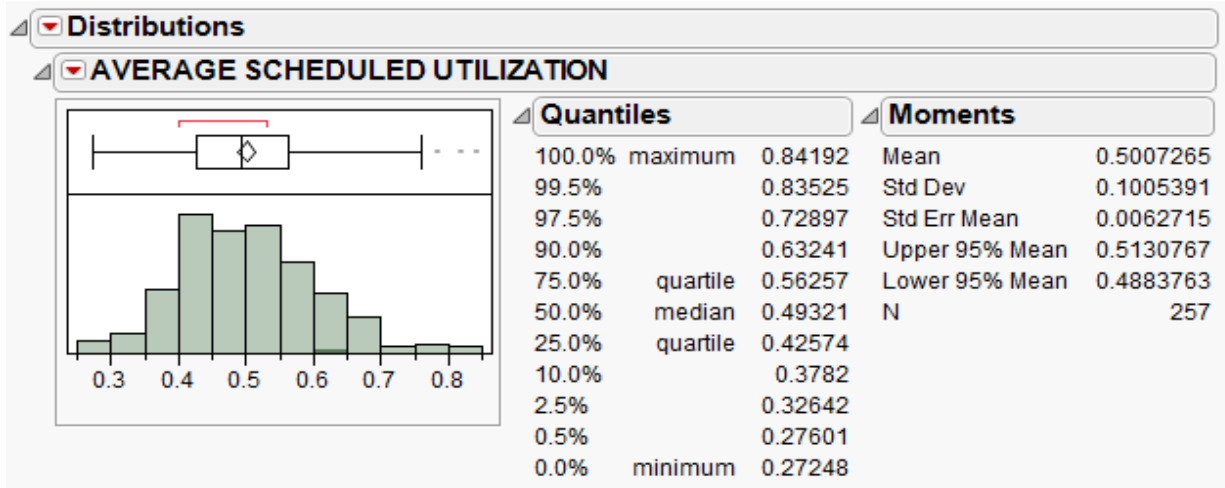 Distributions
AVERAGE SCHEDULED UTILIZATION
0.3 0.4 0.5 0.6 0.7 0.8
Quantiles
100.0% maximum 0.84192
99.5% 0.83525
97.5% 0.72897
90.0% 0.63241
75.0% quartile 0.56257
50.0% median 0.49321
25.0% quartile 0.42574
10.0% 0.3782
2.5% 0.32642
0.5% 0.27601
0.0% minimum 0.27248
Moments
Mean 0.5007265
Std Dev 0.1005391
Std Err Mean 0.0062715
Upper 95% Mean 0.5130767
Lower 95% Mean 0.4883763
N 257